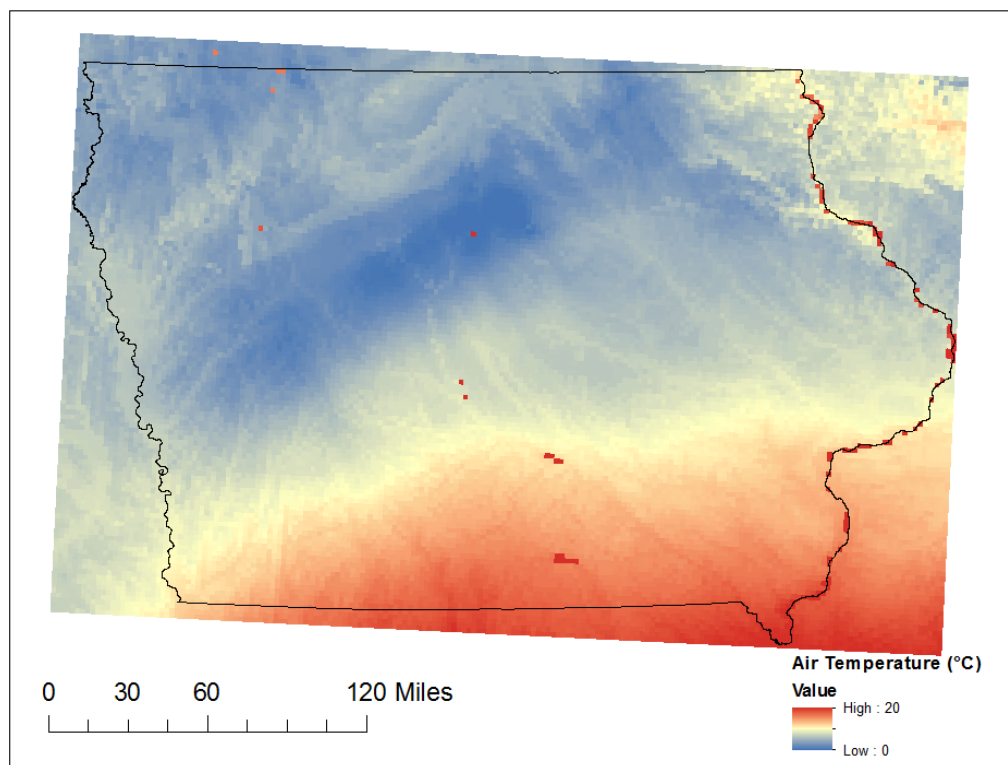 0 30 60 120 Miles
Air Temperature (°C)
Value
High : 20
Low : 0